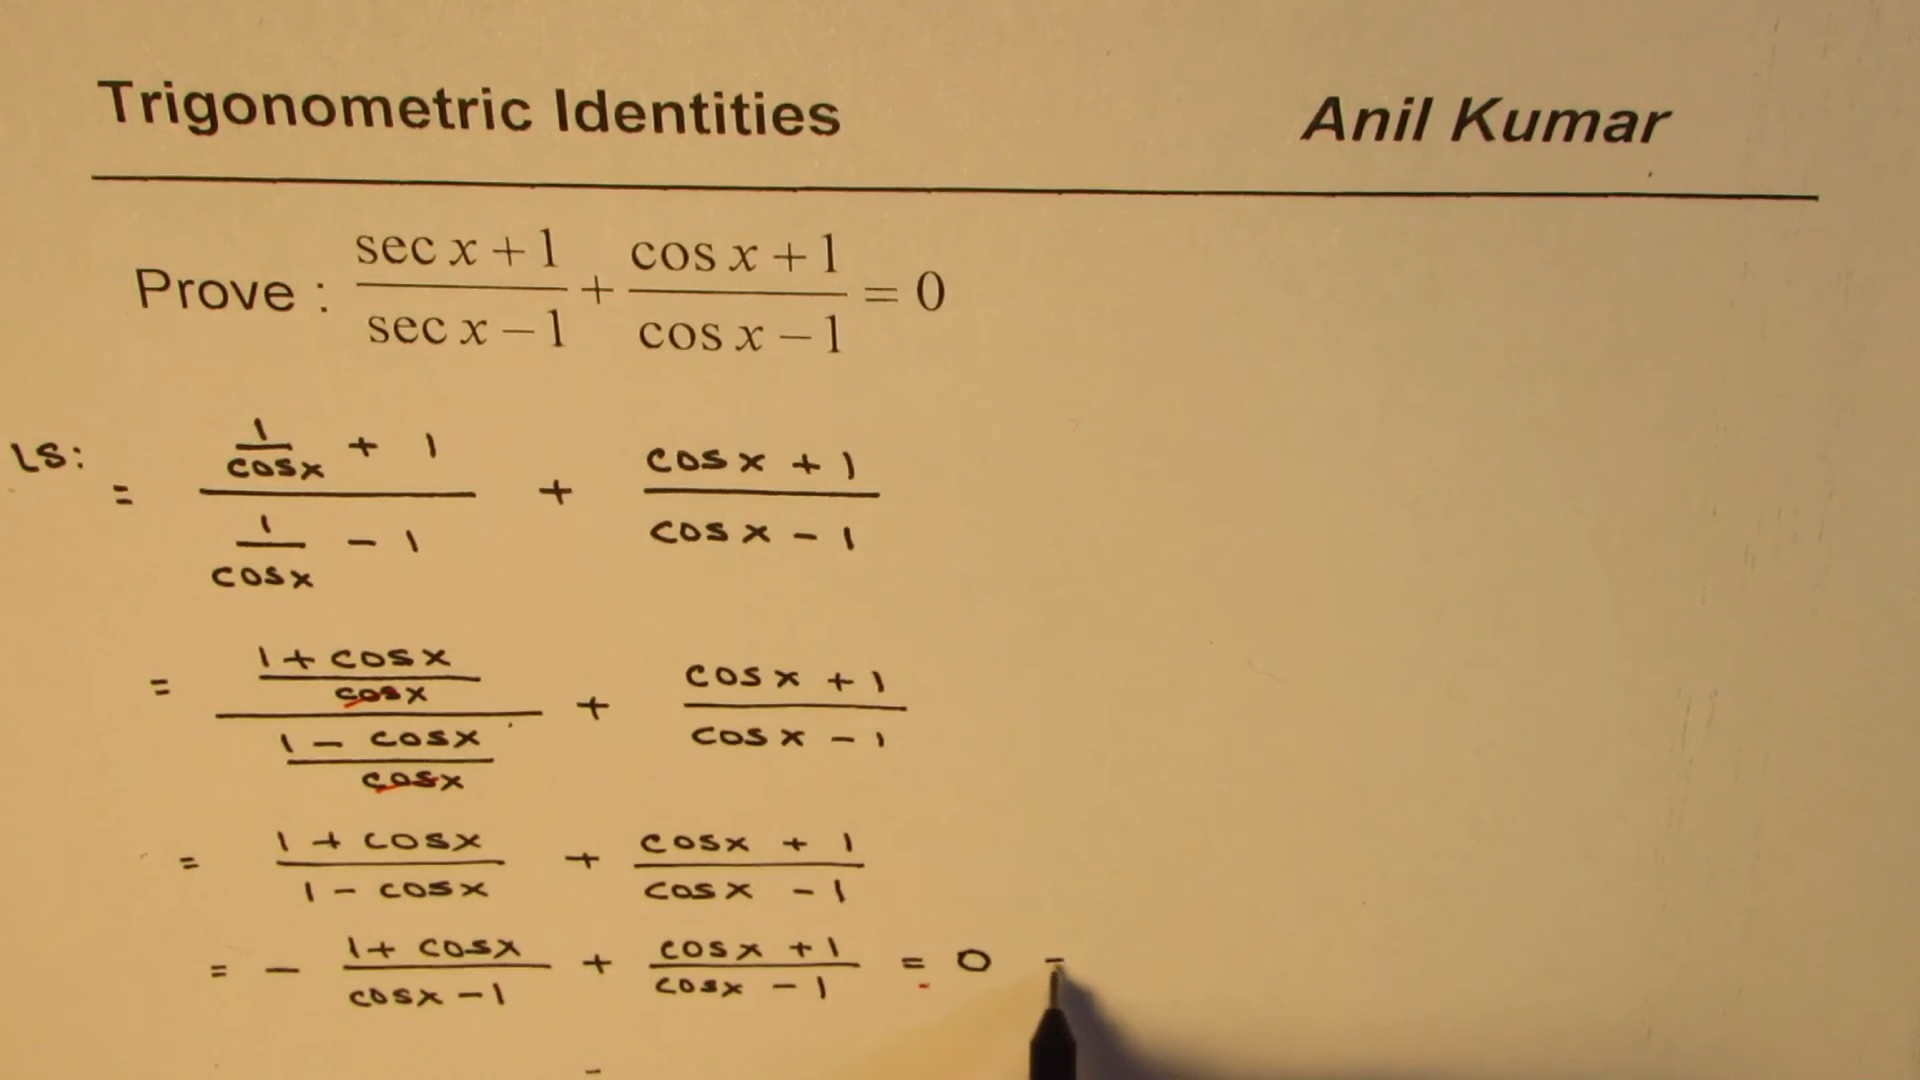 Trigonometric Identities Anil Kumar
Prove : (sec x + 1)/(sec x − 1) + (cos x + 1)/(cos x − 1) = 0
LS:
= (1/cosx + 1)/(1/cosx − 1) + (cosx + 1)/(cosx − 1)
= ((1 + cosx)/cosx)/((1 − cosx)/cosx) + (cosx + 1)/(cosx − 1)
= (1 + cosx)/(1 − cosx) + (cosx + 1)/(cosx − 1)
= − (1 + cosx)/(cosx − 1) + (cosx + 1)/(cosx − 1) = 0 −